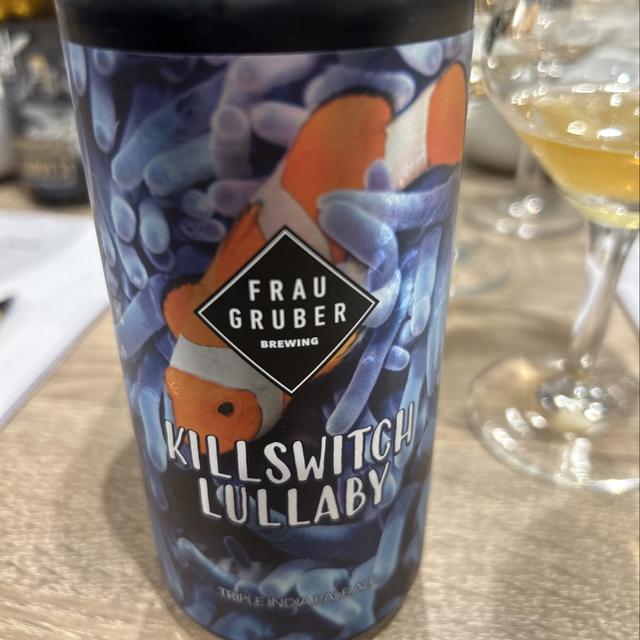 FRAU
GRUBER
BREWING
KILLSWITCH
LULLABY
TRIPLE INDIA PALE ALE